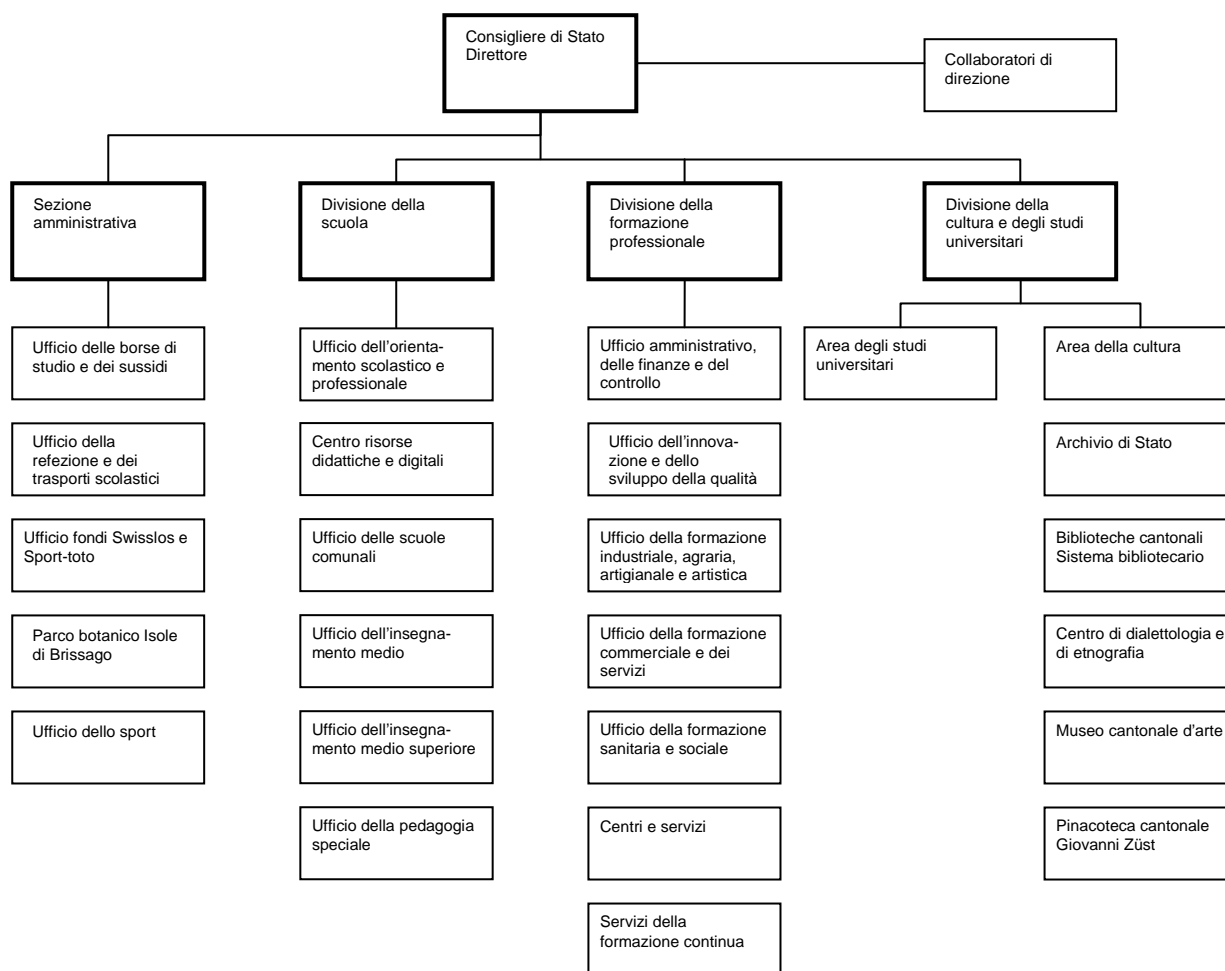 Consigliere di Stato
Direttore
Collaboratori di
direzione
Sezione
amministrativa
Divisione della
scuola
Divisione della
formazione
professionale
Divisione della
cultura e degli studi
universitari
Ufficio delle borse di
studio e dei sussidi
Ufficio dell'orienta-
mento scolastico e
professionale
Ufficio amministrativo,
delle finanze e del
controllo
Area degli studi
universitari
Area della cultura
Ufficio della
refezione e dei
trasporti scolastici
Centro risorse
didattiche e digitali
Ufficio dell'innova-
zione e dello
sviluppo della qualità
Archivio di Stato
Ufficio fondi Swisslos e
Sport-toto
Ufficio delle scuole
comunali
Ufficio della formazione
industriale, agraria,
artigianale e artistica
Biblioteche cantonali
Sistema bibliotecario
Parco botanico Isole
di Brissago
Ufficio dell'insegna-
mento medio
Ufficio della formazione
commerciale e dei
servizi
Centro di dialettologia e
di etnografia
Ufficio dello sport
Ufficio dell'insegna-
mento medio superiore
Ufficio della formazione
sanitaria e sociale
Museo cantonale d'arte
Ufficio della pedagogia
speciale
Centri e servizi
Pinacoteca cantonale
Giovanni Züst
Servizi della
formazione continua